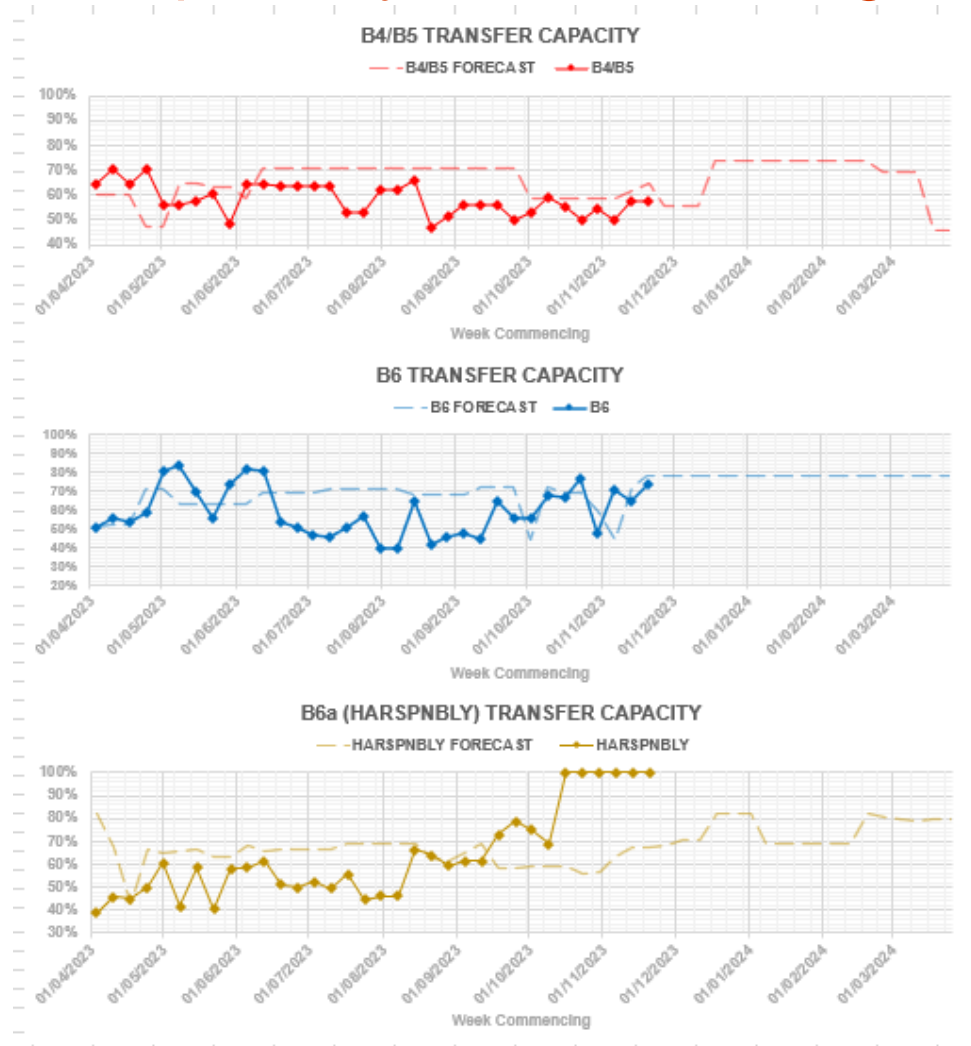 B4/B5 TRANSFER CAPACITY
B4/B5 FORECAST B4/B5
100%
90%
80%
70%
60%
50%
40%
01/04/2023 01/05/2023 01/06/2023 01/07/2023 01/08/2023 01/09/2023 01/10/2023 01/11/2023 01/12/2023 01/01/2024 01/02/2024 01/03/2024
Week Commencing
B6 TRANSFER CAPACITY
B6 FORECAST B6
100%
90%
80%
70%
60%
50%
40%
30%
20%
01/04/2023 01/05/2023 01/06/2023 01/07/2023 01/08/2023 01/09/2023 01/10/2023 01/11/2023 01/12/2023 01/01/2024 01/02/2024 01/03/2024
Week Commencing
B6a (HARSPNBLY) TRANSFER CAPACITY
HARSPNBLY FORECAST HARSPNBLY
100%
90%
80%
70%
60%
50%
40%
30%
01/04/2023 01/05/2023 01/06/2023 01/07/2023 01/08/2023 01/09/2023 01/10/2023 01/11/2023 01/12/2023 01/01/2024 01/02/2024 01/03/2024
Week Commencing